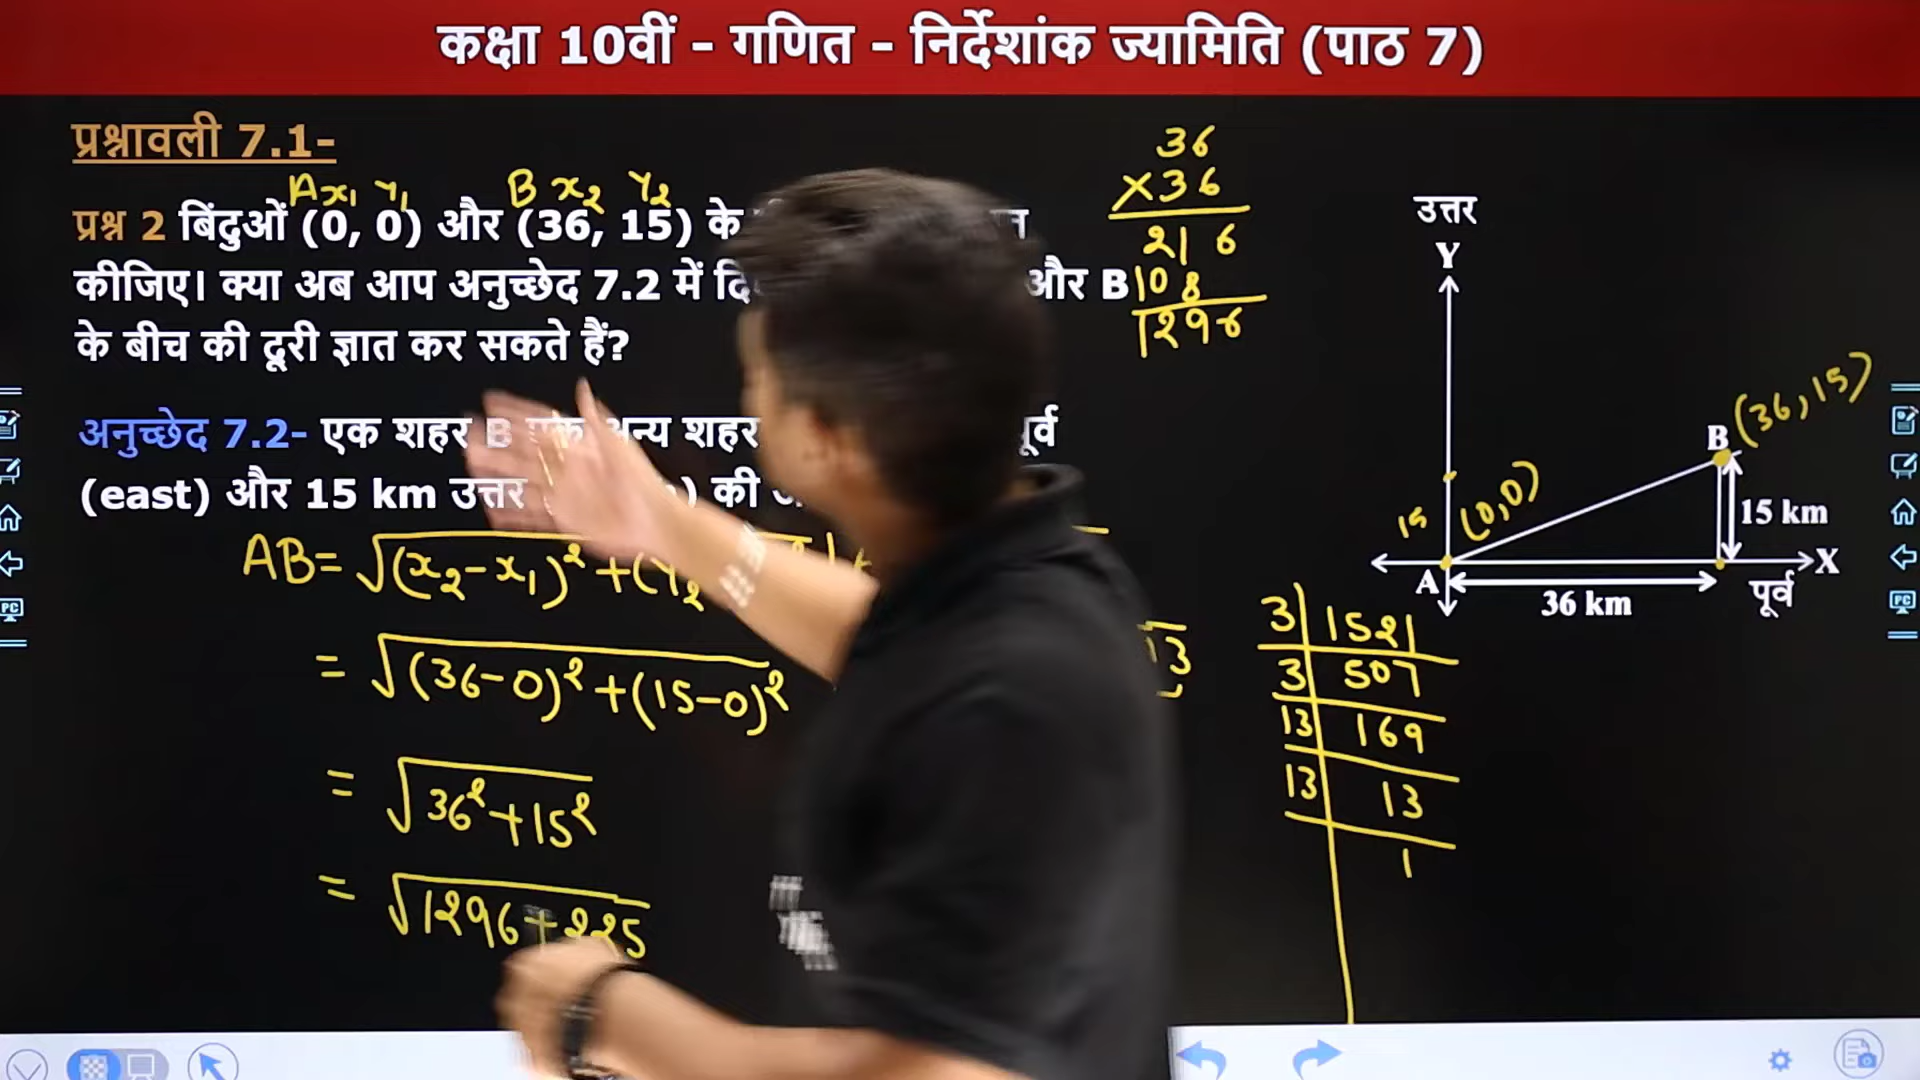 कक्षा 10वीं - गणित - निर्देशांक ज्यामिति (पाठ 7)
प्रश्नावली 7.1-
A x₁ y₁ B x₂ y₂
प्रश्न 2 बिंदुओं (0, 0) और (36, 15) के
कीजिए। क्या अब आप अनुच्छेद 7.2 में और B
के बीच की दूरी ज्ञात कर सकते हैं?
अनुच्छेद 7.2- एक शहर B एक अन्य शहर
(east) और 15 km उत्तर की
AB = √(x₂-x₁)² + (y₂
= √(36-0)² + (15-0)²
= √36² + 15²
= √1296 + 225
36
×36
216
108
1296
उत्तर
Y
B (36, 15)
15 (0,0)
15 km
A X
36 km पूर्व
3 1521
3 507
13 169
13 13
1
PC
PC